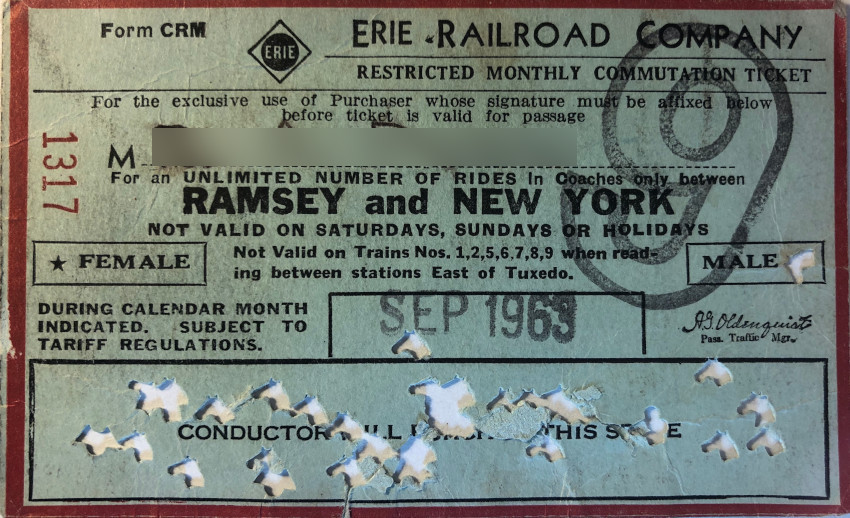 Form CRM
ERIE
ERIE RAILROAD COMPANY
RESTRICTED MONTHLY COMMUTATION TICKET
For the exclusive use of Purchaser whose signature must be affixed below
before ticket is valid for passage
1317
M
For an UNLIMITED NUMBER OF RIDES in Coaches only between
RAMSEY and NEW YORK
NOT VALID ON SATURDAYS, SUNDAYS OR HOLIDAYS
★ FEMALE
Not Valid on Trains Nos. 1,2,5,6,7,8,9 when read-
ing between stations East of Tuxedo.
MALE
DURING CALENDAR MONTH
INDICATED. SUBJECT TO
TARIFF REGULATIONS.
SEP 1963
9
A.G. Oldenquist
Pass. Traffic Mgr.
CONDUCTOR THIS